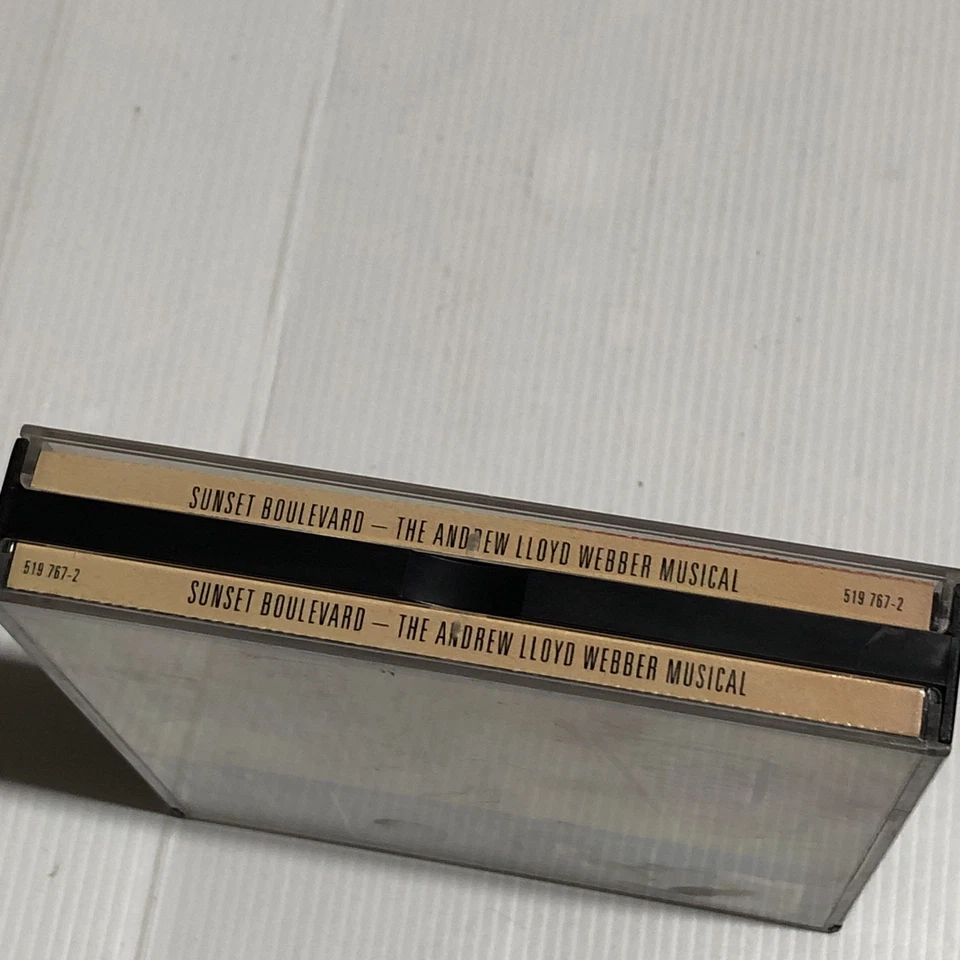 SUNSET BOULEVARD – THE ANDREW LLOYD WEBBER MUSICAL 519 767-2
519 767-2 SUNSET BOULEVARD – THE ANDREW LLOYD WEBBER MUSICAL